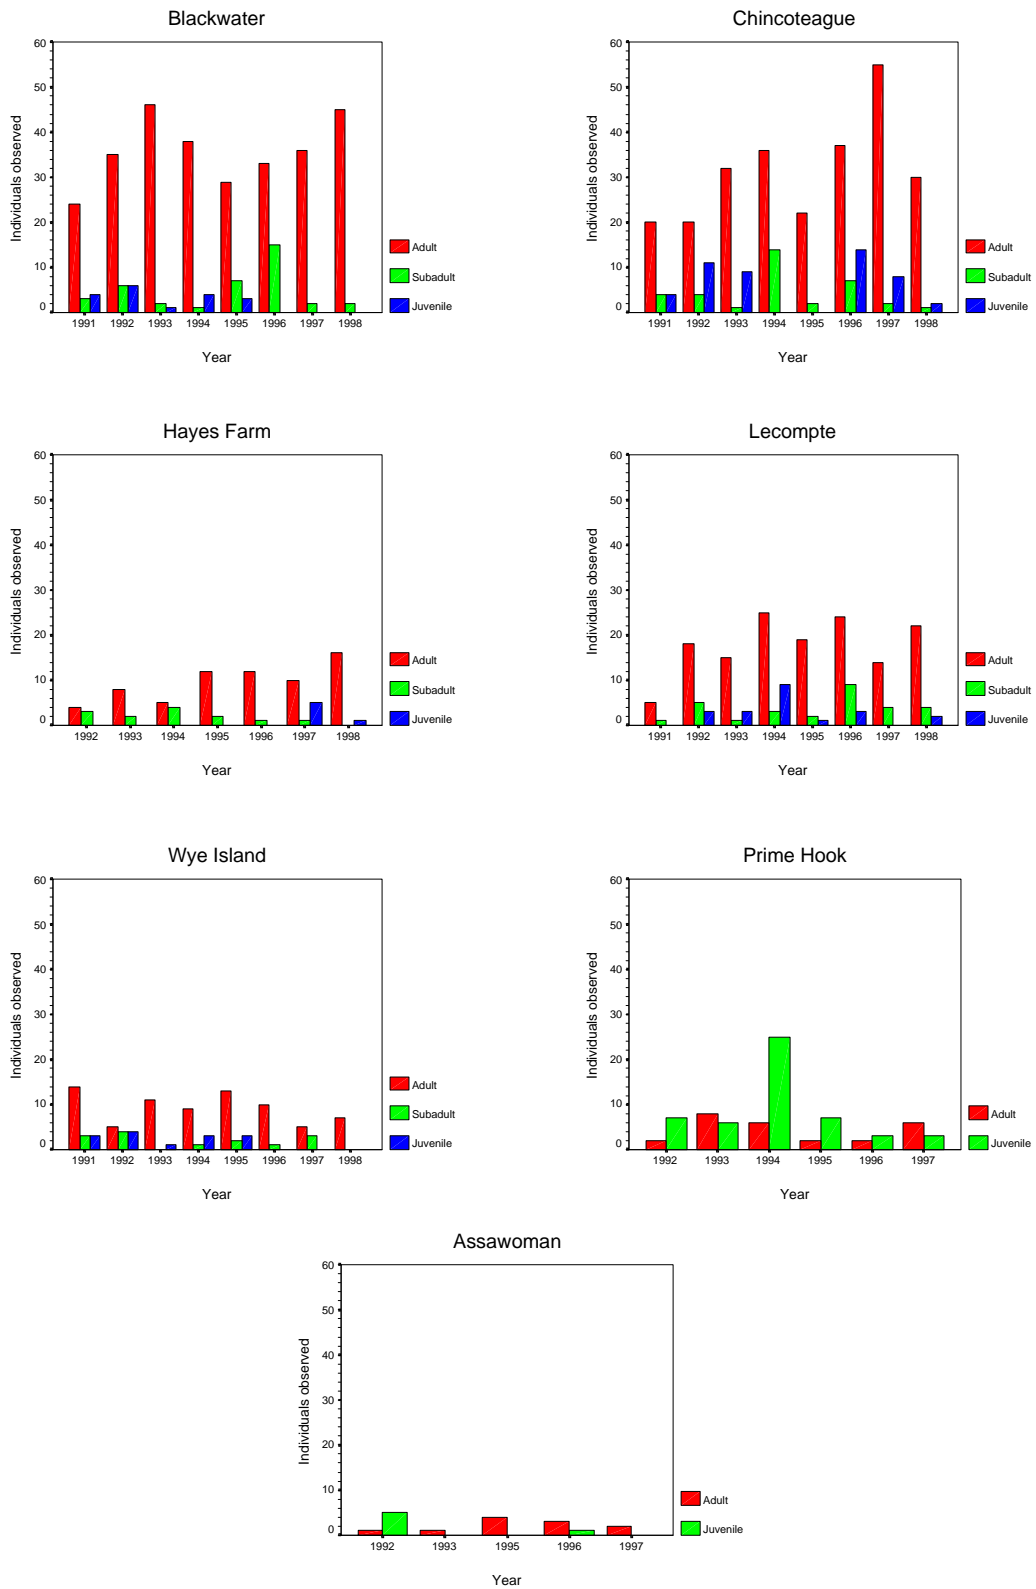 Blackwater
60
50
40
30
20
10
0
Individuals observed
1991 1992 1993 1994 1995 1996 1997 1998
Year
Adult
Subadult
Juvenile
Chincoteague
60
50
40
30
20
10
0
Individuals observed
1991 1992 1993 1994 1995 1996 1997 1998
Year
Adult
Subadult
Juvenile
Hayes Farm
60
50
40
30
20
10
0
Individuals observed
1992 1993 1994 1995 1996 1997 1998
Year
Adult
Subadult
Juvenile
Lecompte
60
50
40
30
20
10
0
Individuals observed
1991 1992 1993 1994 1995 1996 1997 1998
Year
Adult
Subadult
Juvenile
Wye Island
60
50
40
30
20
10
0
Individuals observed
1991 1992 1993 1994 1995 1996 1997 1998
Year
Adult
Subadult
Juvenile
Prime Hook
60
50
40
30
20
10
0
Individuals observed
1992 1993 1994 1995 1996 1997
Year
Adult
Juvenile
Assawoman
60
50
40
30
20
10
0
Individuals observed
1992 1993 1995 1996 1997
Year
Adult
Juvenile